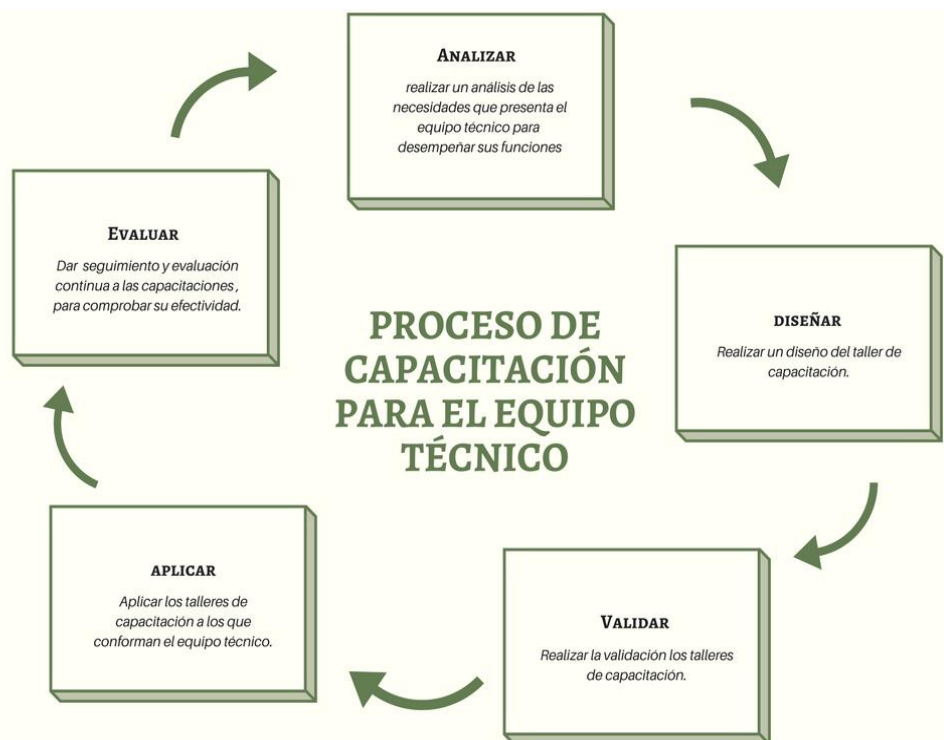 ANALIZAR
realizar un análisis de las
necesidades que presenta el
equipo técnico para
desempeñar sus funciones
EVALUAR
Dar seguimiento y evaluación
continua a las capacitaciones ,
para comprobar su efectividad.
PROCESO DE
CAPACITACIÓN
PARA EL EQUIPO
TÉCNICO
DISEÑAR
Realizar un diseño del taller de
capacitación.
APLICAR
Aplicar los talleres de
capacitación a los que
conforman el equipo técnico.
VALIDAR
Realizar la validación los talleres
de capacitación.